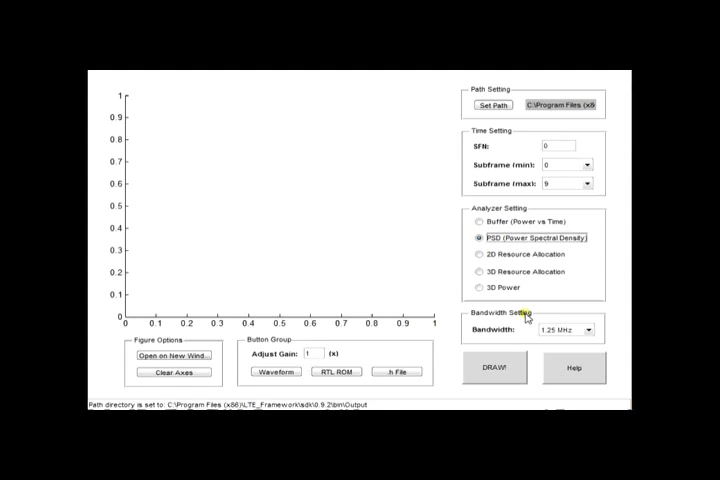 Path Setting
Set Path
C:\Program Files (x8
Time Setting
SFN:
0
Subframe (min):
0
Subframe (max):
9
Analyzer Setting
Buffer (Power vs Time)
PSD (Power Spectral Density)
2D Resource Allocation
3D Resource Allocation
3D Power
Bandwidth Setting
Bandwidth:
1.25 MHz
DRAW!
Help
1
0.9
0.8
0.7
0.6
0.5
0.4
0.3
0.2
0.1
0
0 0.1 0.2 0.3 0.4 0.5 0.6 0.7 0.8 0.9 1
Figure Options
Open on New Wind...
Clear Axes
Button Group
Adjust Gain:
1
(x)
Waveform
RTL ROM
.h File
Path directory is set to: C:\Program Files (x86)\LTE_Framework\sdk\0.9.2\bin\Output